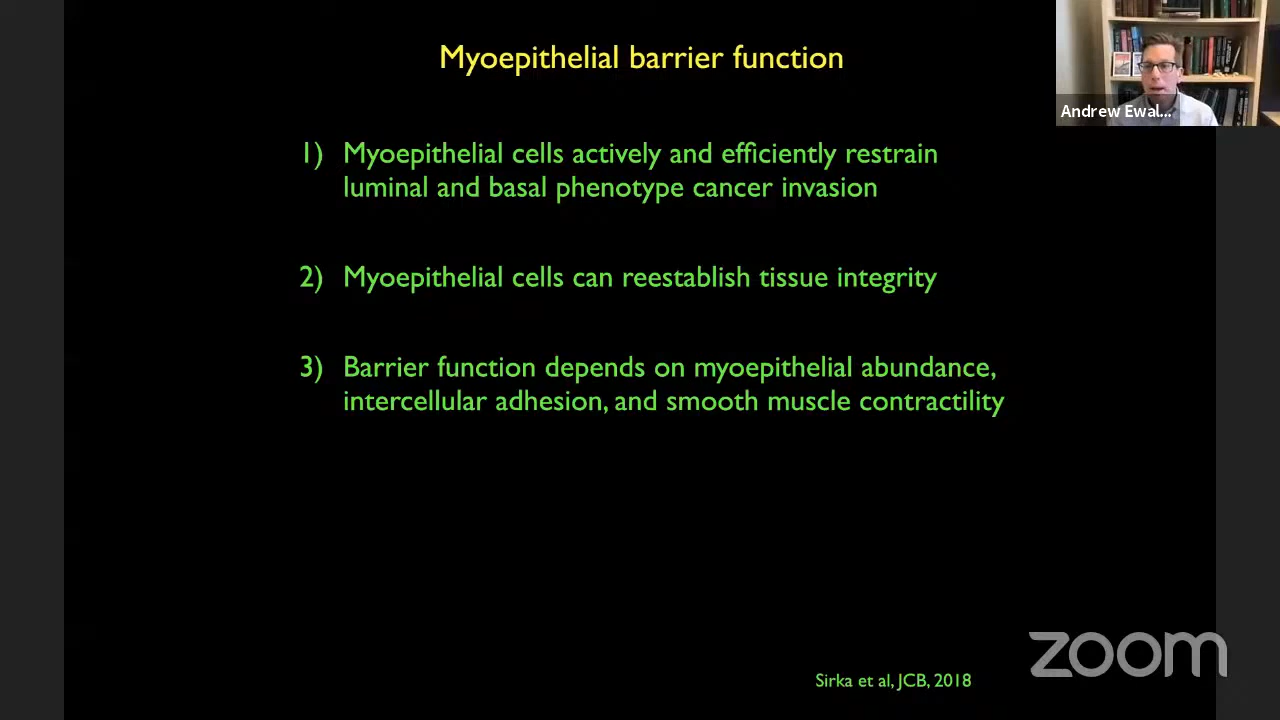 Myoepithelial barrier function
Andrew Ewal...
1) Myoepithelial cells actively and efficiently restrain
luminal and basal phenotype cancer invasion
2) Myoepithelial cells can reestablish tissue integrity
3) Barrier function depends on myoepithelial abundance,
intercellular adhesion, and smooth muscle contractility
zoom
Sirka et al, JCB, 2018